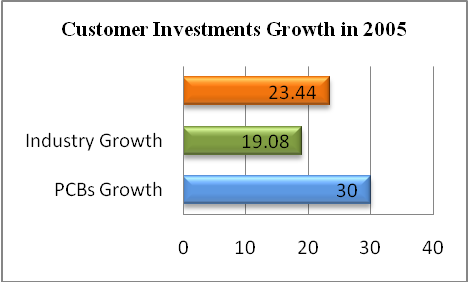 Customer Investments Growth in 2005
23.44
Industry Growth 19.08
PCBs Growth 30
0 10 20 30 40